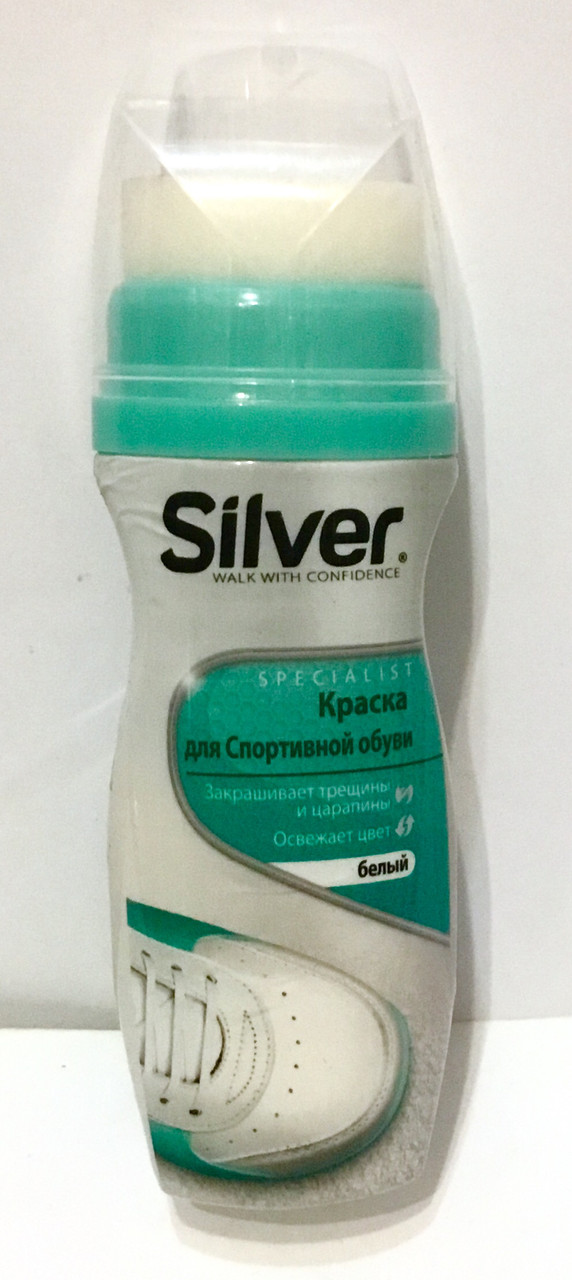 Silver®
WALK WITH CONFIDENCE
SPECIALIST
Краска
для Спортивной обуви
Закрашивает трещины
и царапины
Освежает цвет
белый